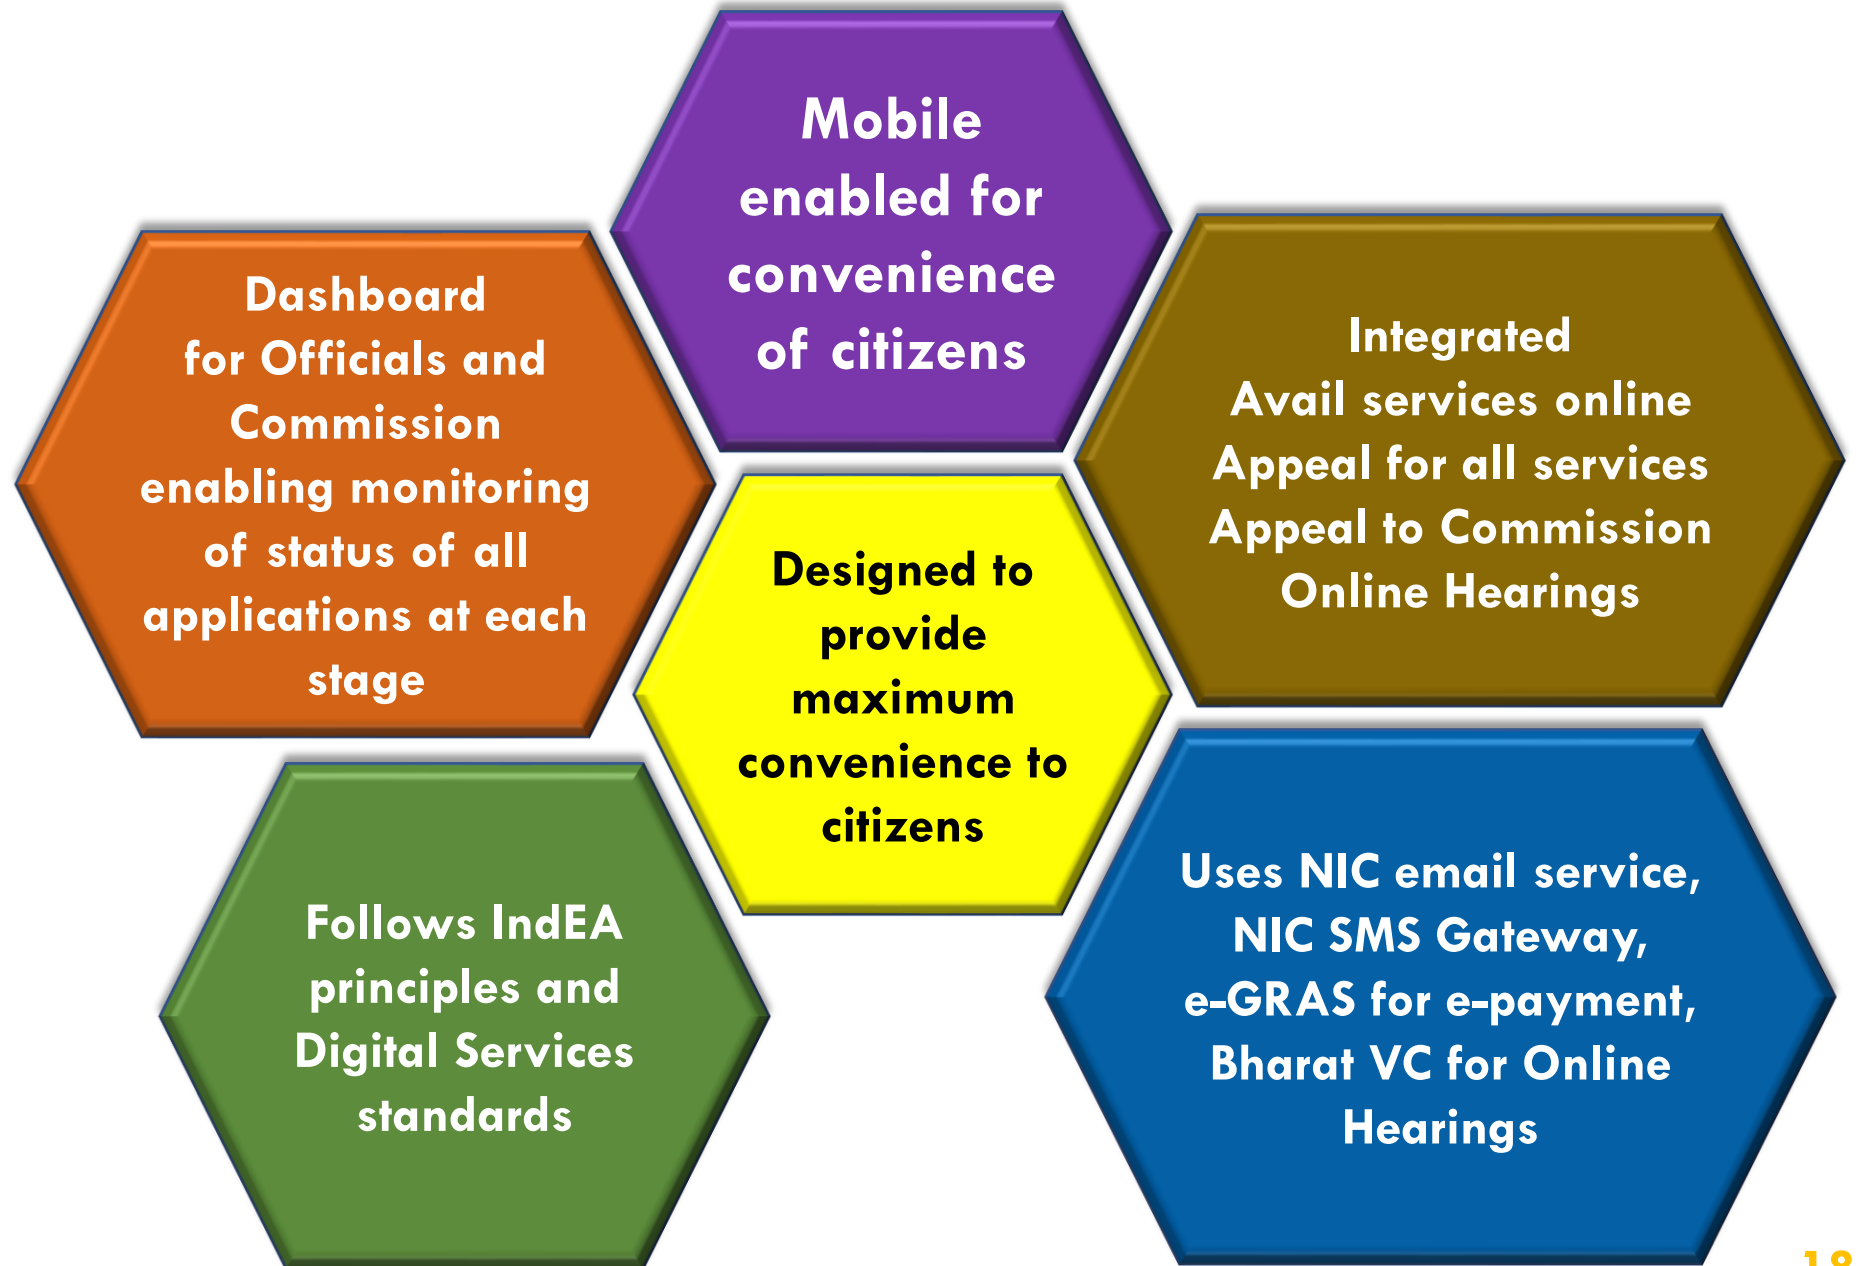 Mobile
enabled for
convenience
of citizens
Dashboard
for Officials and
Commission
enabling monitoring
of status of all
applications at each
stage
Integrated
Avail services online
Appeal for all services
Appeal to Commission
Online Hearings
Designed to
provide
maximum
convenience to
citizens
Follows IndEA
principles and
Digital Services
standards
Uses NIC email service,
NIC SMS Gateway,
e-GRAS for e-payment,
Bharat VC for Online
Hearings